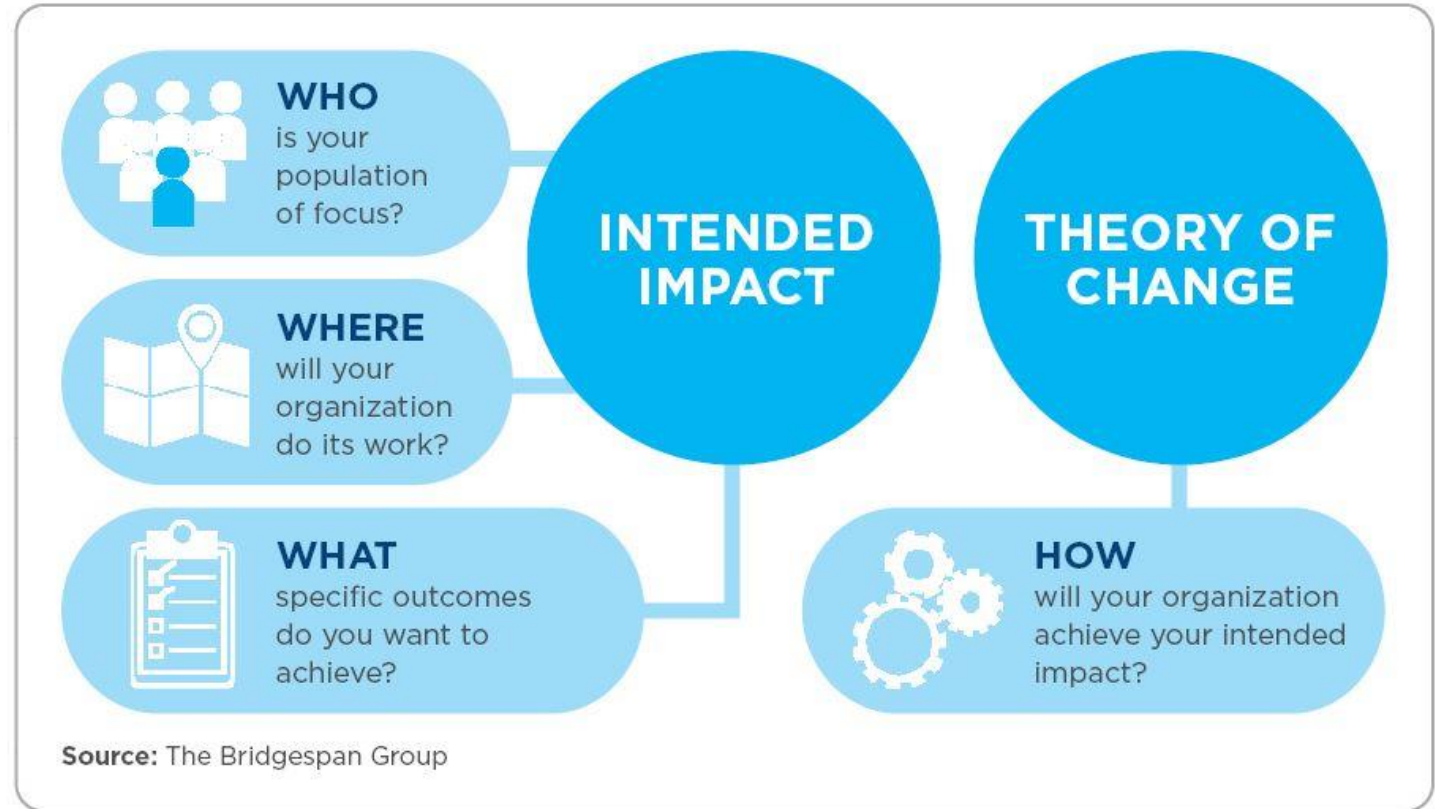 WHO
is your
population
of focus?
WHERE
will your
organization
do its work?
WHAT
specific outcomes
do you want to
achieve?
INTENDED
IMPACT
THEORY OF
CHANGE
HOW
will your organization
achieve your intended
impact?
Source: The Bridgespan Group